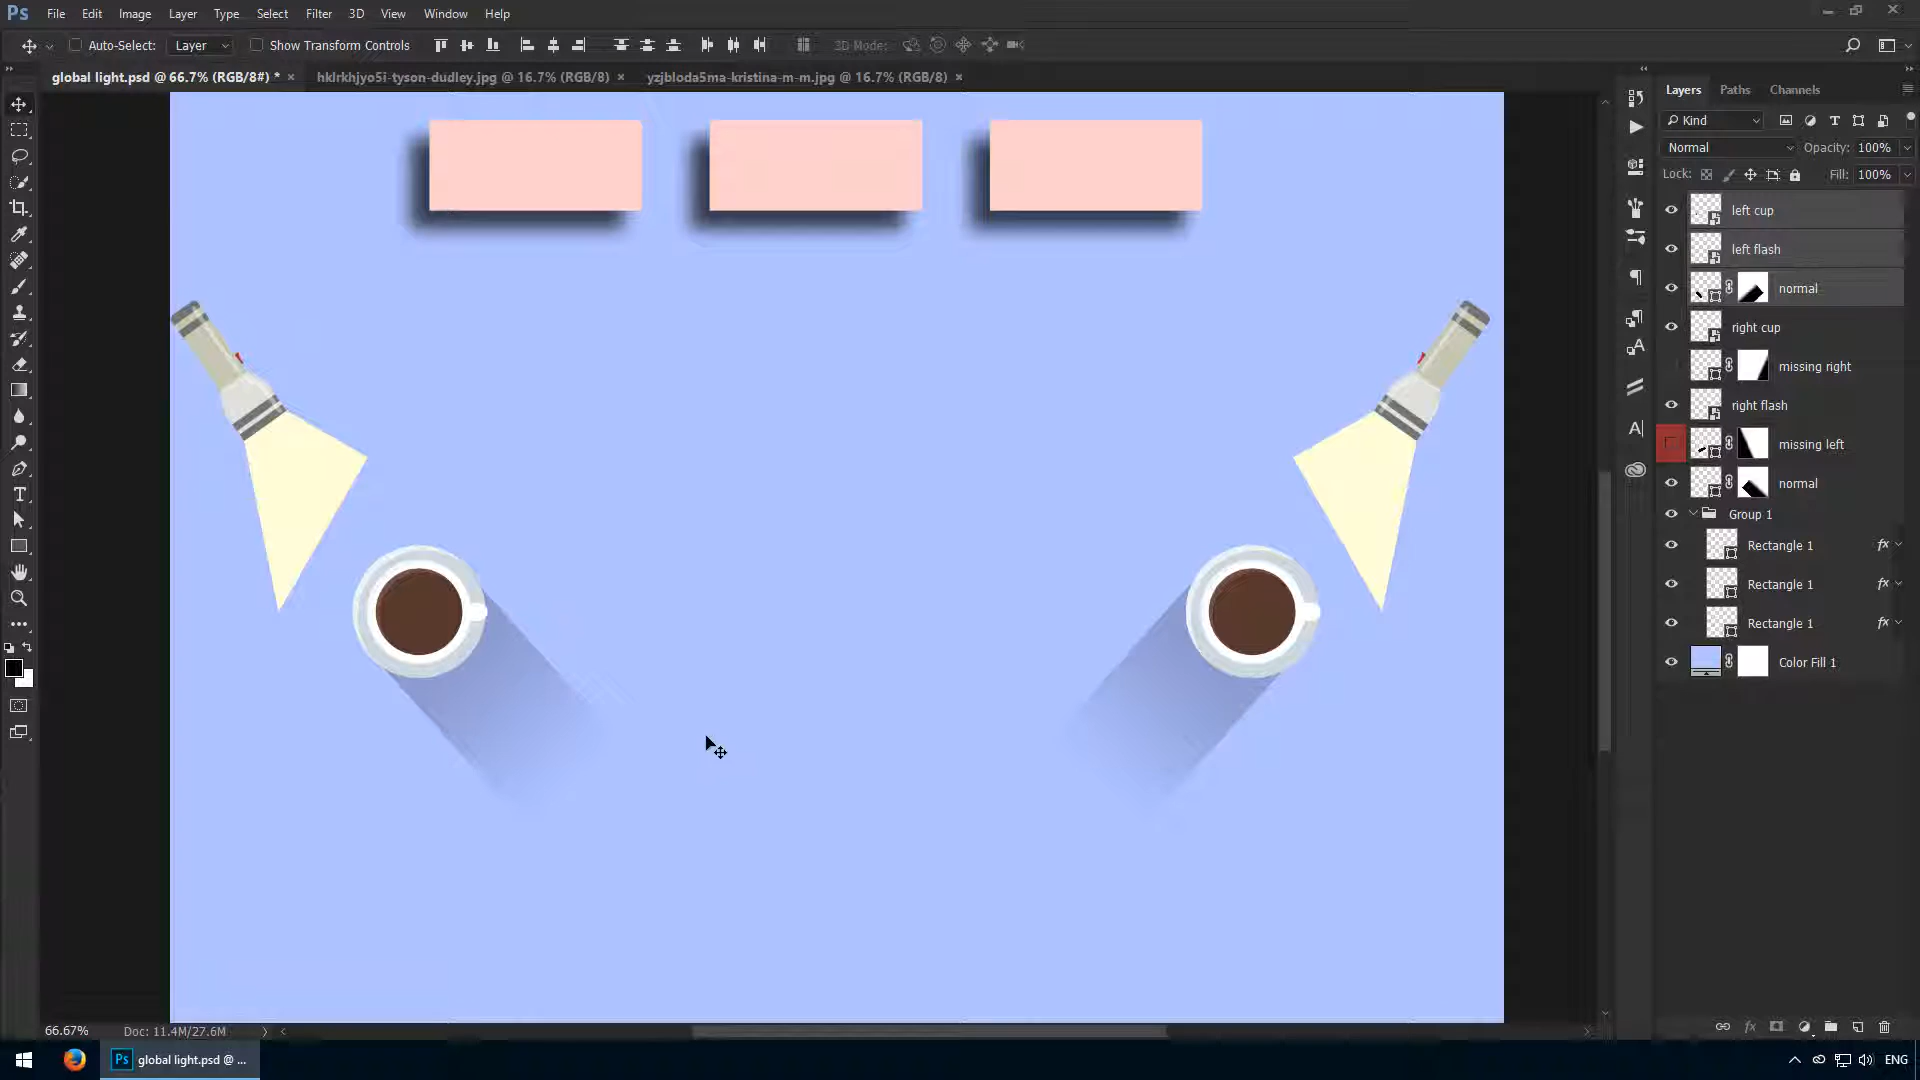 Ps File Edit Image Layer Type Select Filter 3D View Window Help
Auto-Select: Layer Show Transform Controls 3D Mode:
global light.psd @ 66.7% (RGB/8#) * × hklrkhjyo5i-tyson-dudley.jpg @ 16.7% (RGB/8) × yzjbloda5ma-kristina-m-m.jpg @ 16.7% (RGB/8) ×
Layers Paths Channels
Kind
Normal Opacity: 100%
Lock: Fill: 100%
left cup
left flash
normal
right cup
missing right
right flash
missing left
normal
Group 1
Rectangle 1 fx
Rectangle 1 fx
Rectangle 1 fx
Color Fill 1
66.67% Doc: 11.4M/27.6M
Ps global light.psd @ ... ENG